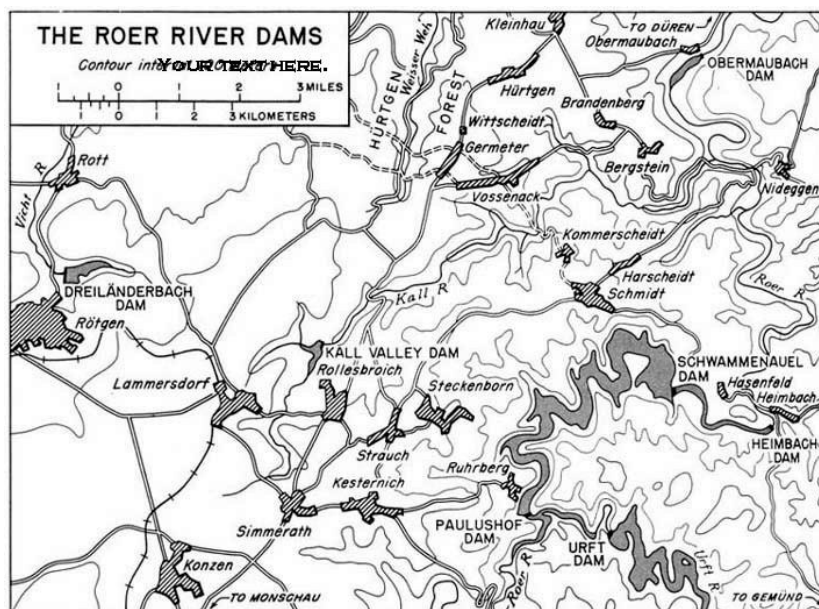 THE ROER RIVER DAMS
Contour
YOUR TEXT HERE.
1 0 1 2 3 MILES
1 0 1 2 3 KILOMETERS
Kleinhau
TO DÜREN
Obermaubach
OBERMAUBACH
DAM
HÜRTGEN
Weisser Weh
FOREST
Hürtgen
Brandenberg
Wittscheidt
Germeter
Bergstein
Vossenack
Nideggen
Rott
Vicht R
Kommerscheidt
Harscheidt
Schmidt
Roer R
Kall R
DREILÄNDERBACH
DAM
Rötgen
KALL VALLEY DAM
Rollesbroich
Lammersdorf
Steckenborn
SCHWAMMENAUEL
DAM
Hasenfeld
Heimbach
HEIMBACH
DAM
Strauch
Ruhrberg
Kesternich
Simmerath
PAULUSHOF
DAM
URFT
DAM
Urft R
Roer R
Konzen
TO MONSCHAU
TO GEMÜND